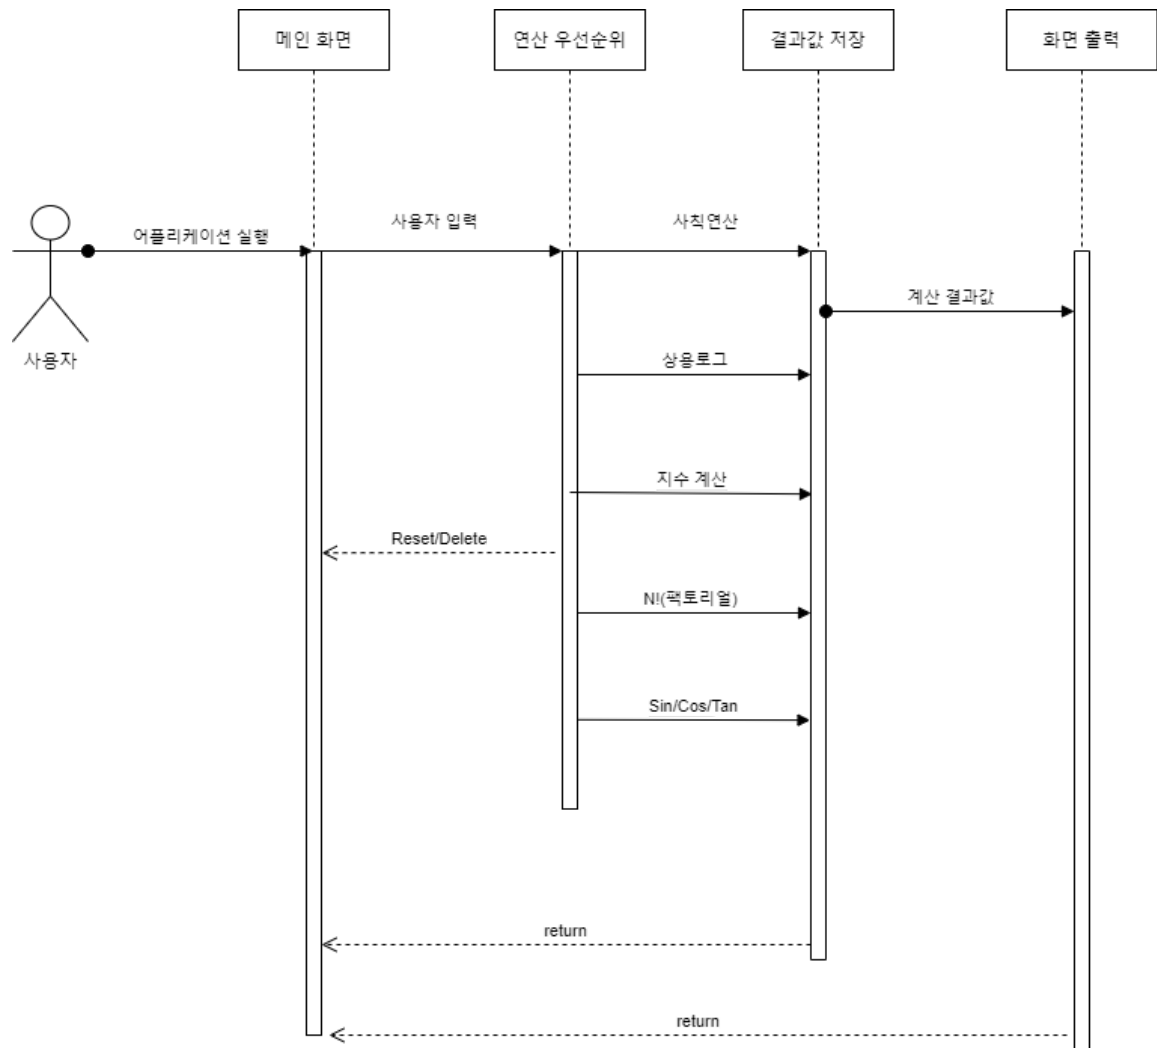 메인 화면
연산 우선순위
결과값 저장
화면 출력
어플리케이션 실행
사용자 입력
사칙연산
계산 결과값
사용자
상용로그
지수 계산
Reset/Delete
N!(팩토리얼)
Sin/Cos/Tan
return
return